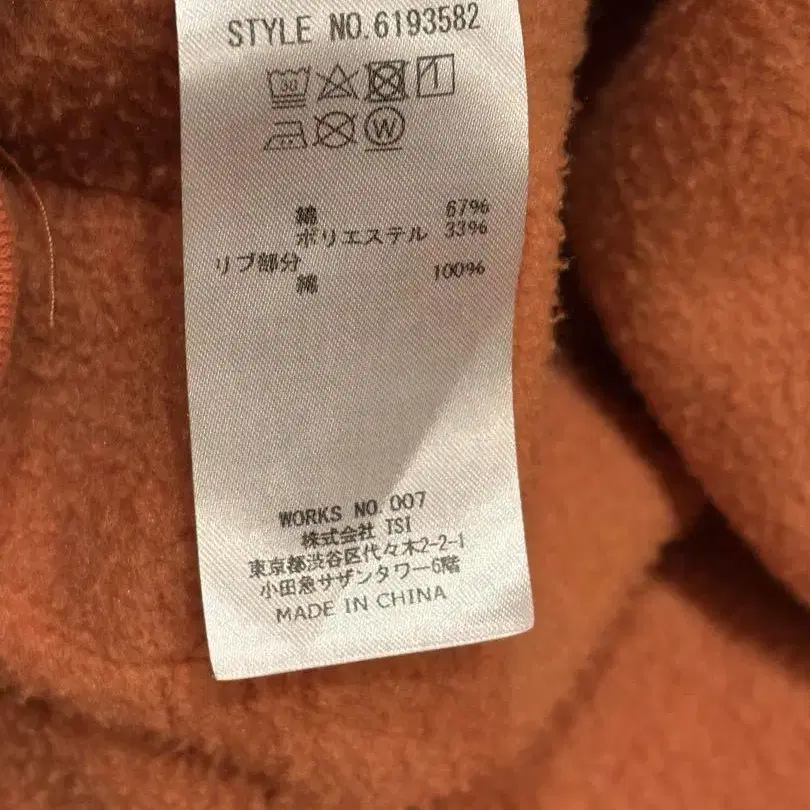 STYLE NO.6193582
30
W
綿 67%
ポリエステル 33%
リブ部分
綿 100%
WORKS NO. 007
株式会社 TSI
東京都渋谷区代々木2-2-1
小田急サザンタワー6階
MADE IN CHINA